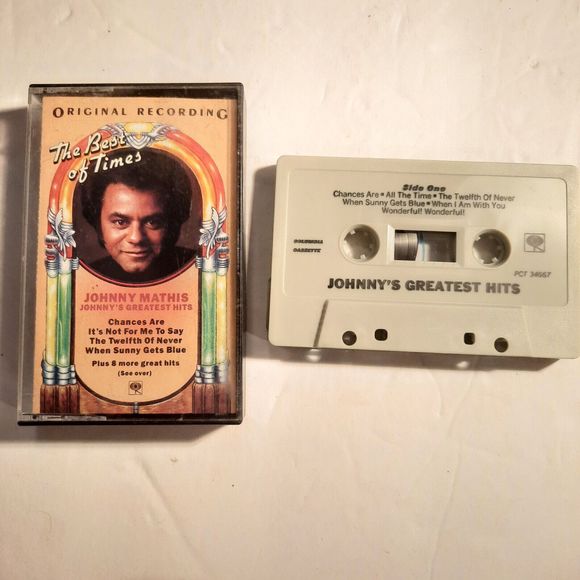 ORIGINAL RECORDING
The Best
of Times
JOHNNY MATHIS
JOHNNY'S GREATEST HITS
Chances Are
It's Not For Me To Say
The Twelfth Of Never
When Sunny Gets Blue
Plus 8 more great hits
(See over)
Side One
Chances Are ■ All The Time ■ The Twelfth Of Never
When Sunny Gets Blue ■ When I Am With You
Wonderful! Wonderful!
COLUMBIA
CASSETTE
PCT 34667
JOHNNY'S GREATEST HITS